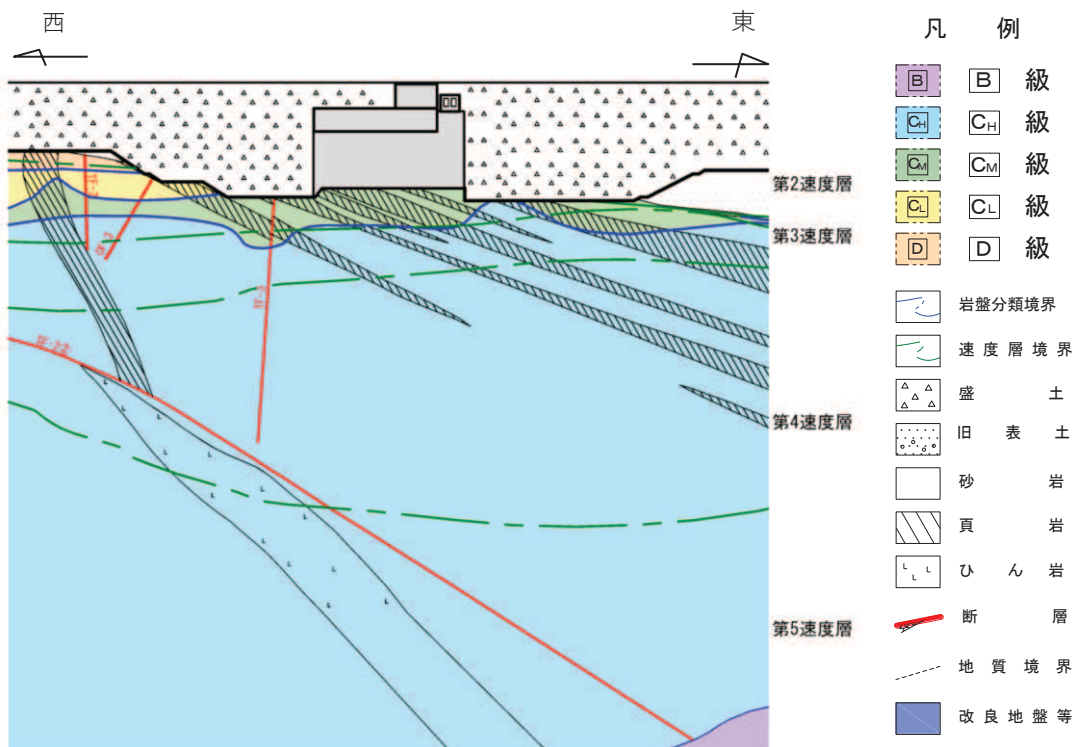 西
東
第2速度層
第3速度層
第4速度層
第5速度層
凡 例
B B 級
CH CH 級
CM CM 級
CL CL 級
D D 級
岩盤分類境界
速度層境界
盛土
旧表土
砂岩
頁岩
ひん岩
断層
地質境界
改良地盤等